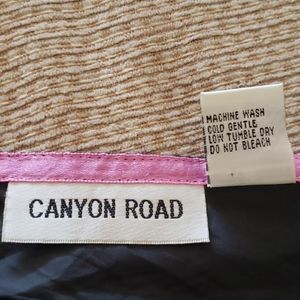 MACHINE WASH
COLD GENTLE
LOW TUMBLE DRY
DO NOT BLEACH
CANYON ROAD